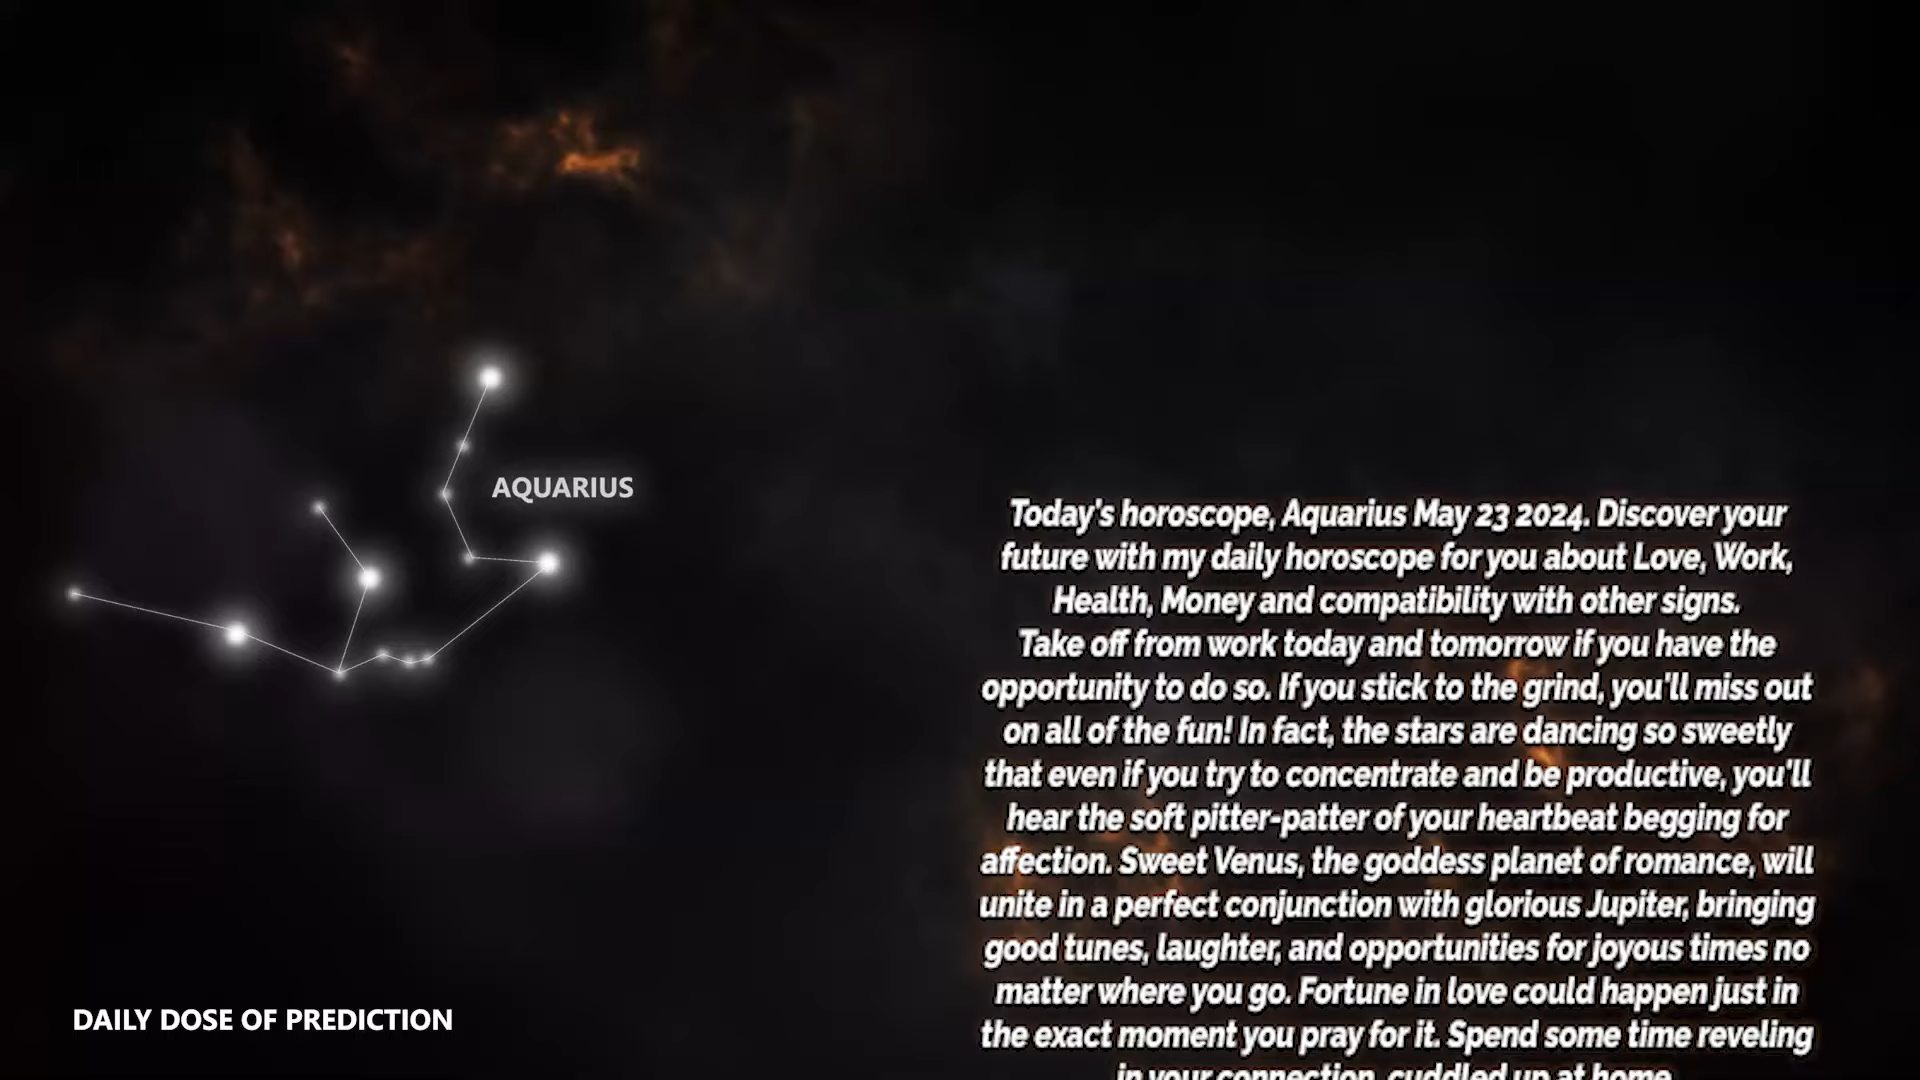 AQUARIUS
Today's horoscope, Aquarius May 23 2024. Discover your
future with my daily horoscope for you about Love, Work,
Health, Money and compatibility with other signs.
Take off from work today and tomorrow if you have the
opportunity to do so. If you stick to the grind, you'll miss out
on all of the fun! In fact, the stars are dancing so sweetly
that even if you try to concentrate and be productive, you'll
hear the soft pitter-patter of your heartbeat begging for
affection. Sweet Venus, the goddess planet of romance, will
unite in a perfect conjunction with glorious Jupiter, bringing
good tunes, laughter, and opportunities for joyous times no
matter where you go. Fortune in love could happen just in
the exact moment you pray for it. Spend some time reveling
in your connection, cuddled up at home.
DAILY DOSE OF PREDICTION